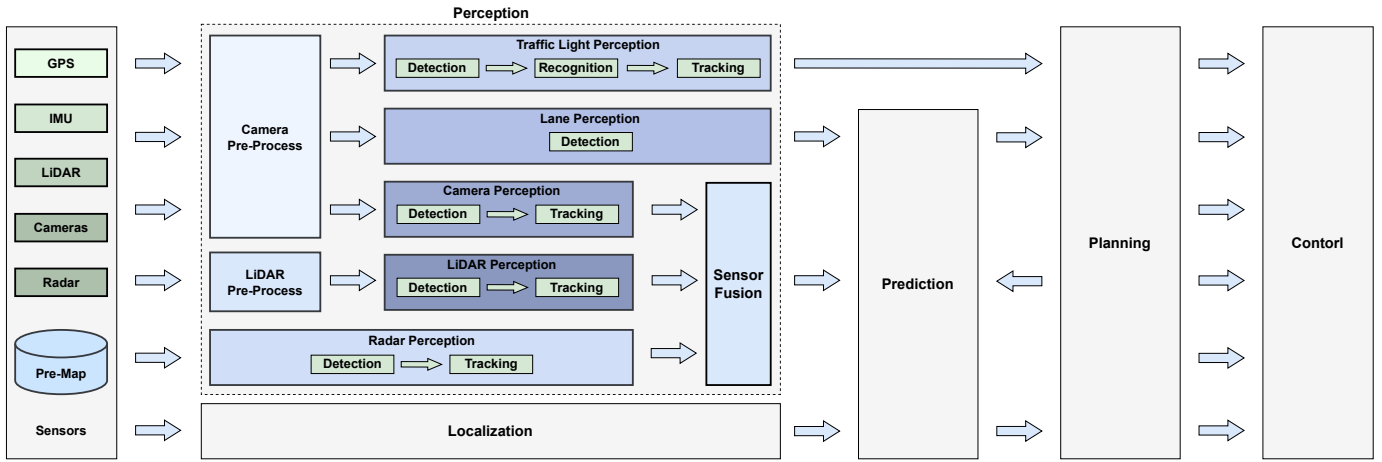 Perception
GPS
IMU
LiDAR
Cameras
Radar
Pre-Map
Sensors
Camera
Pre-Process
LiDAR
Pre-Process
Traffic Light Perception
Detection
Recognition
Tracking
Lane Perception
Detection
Camera Perception
Detection
Tracking
LiDAR Perception
Detection
Tracking
Radar Perception
Detection
Tracking
Sensor
Fusion
Localization
Prediction
Planning
Contorl